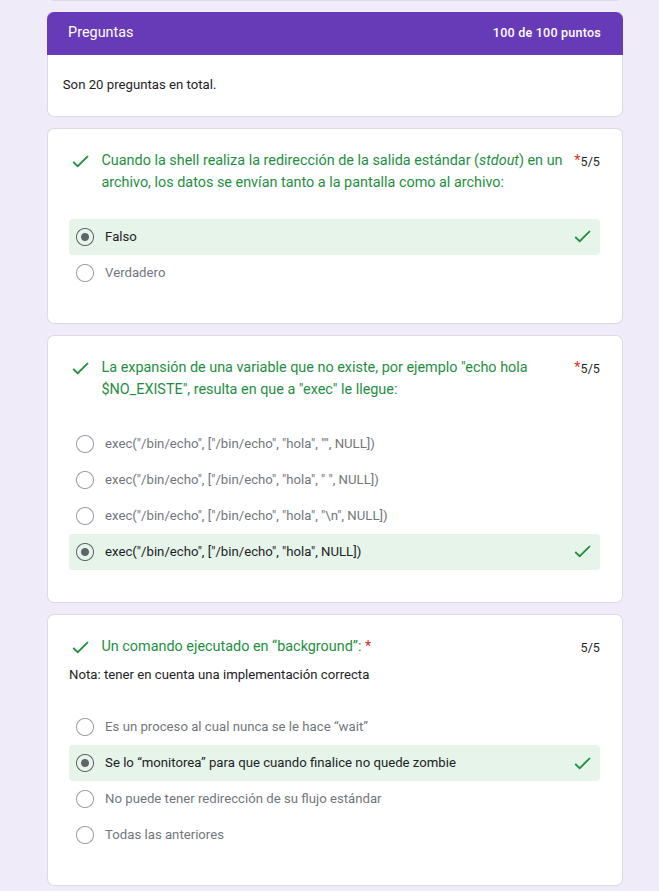 Preguntas
100 de 100 puntos
Son 20 preguntas en total.
Cuando la shell realiza la redirección de la salida estándar (stdout) en un *5/5
archivo, los datos se envían tanto a la pantalla como al archivo:
Falso
Verdadero
La expansión de una variable que no existe, por ejemplo "echo hola *5/5
$NO_EXISTE", resulta en que a "exec" le llegue:
exec("/bin/echo", ["/bin/echo", "hola", "", NULL])
exec("/bin/echo", ["/bin/echo", "hola", " ", NULL])
exec("/bin/echo", ["/bin/echo", "hola", "\n", NULL])
exec("/bin/echo", ["/bin/echo", "hola", NULL])
Un comando ejecutado en “background”: * 5/5
Nota: tener en cuenta una implementación correcta
Es un proceso al cual nunca se le hace “wait”
Se lo “monitorea” para que cuando finalice no quede zombie
No puede tener redirección de su flujo estándar
Todas las anteriores